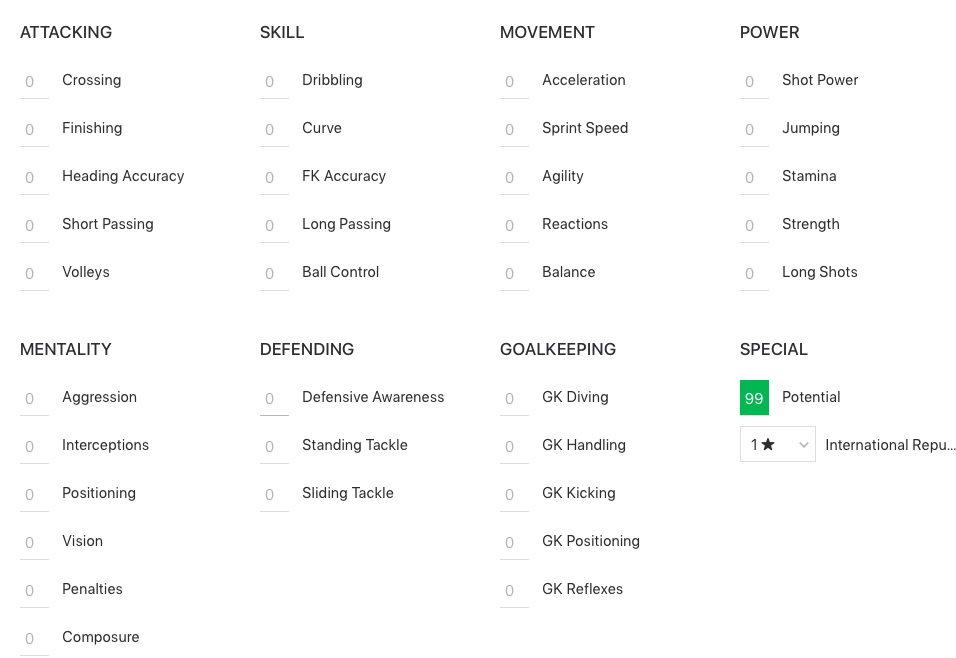 ATTACKING
0 Crossing
0 Finishing
0 Heading Accuracy
0 Short Passing
0 Volleys
SKILL
0 Dribbling
0 Curve
0 FK Accuracy
0 Long Passing
0 Ball Control
MOVEMENT
0 Acceleration
0 Sprint Speed
0 Agility
0 Reactions
0 Balance
POWER
0 Shot Power
0 Jumping
0 Stamina
0 Strength
0 Long Shots
MENTALITY
0 Aggression
0 Interceptions
0 Positioning
0 Vision
0 Penalties
0 Composure
DEFENDING
0 Defensive Awareness
0 Standing Tackle
0 Sliding Tackle
GOALKEEPING
0 GK Diving
0 GK Handling
0 GK Kicking
0 GK Positioning
0 GK Reflexes
SPECIAL
99 Potential
1★ International Repu...